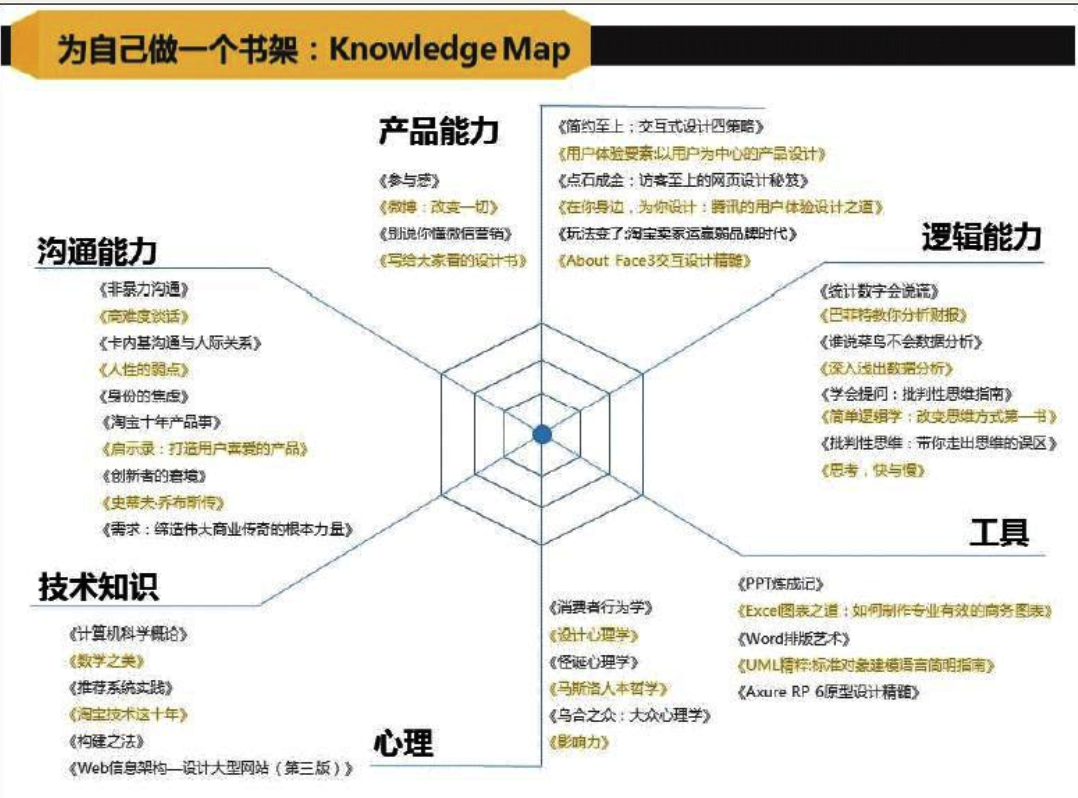 为自己做一个书架：Knowledge Map
产品能力
《参与感》
《微博：改变一切》
《别说你懂微信营销》
《写给大家看的设计书》
《简约至上；交互式设计四策略》
《用户体验要素:以用户为中心的产品设计》
《点石成金：访客至上的网页设计秘笈》
《在你身边，为你设计：腾讯的用户体验设计之道》
《玩法变了:淘宝卖家运赢弱品牌时代》
《About Face3交互设计精髓》
逻辑能力
《统计数字会说谎》
《巴菲特教你分析财报》
《谁说菜鸟不会数据分析》
《深入浅出数据分析》
《学会提问：批判性思维指南》
《简单逻辑学：改变思维方式第一书》
《批判性思维：带你走出思维的误区》
《思考，快与慢》
沟通能力
《非暴力沟通》
《高难度谈话》
《卡内基沟通与人际关系》
《人性的弱点》
《身份的焦虑》
《淘宝十年产品事》
《启示录：打造用户喜爱的产品》
《创新者的窘境》
《史蒂夫·乔布斯传》
《需求：缔造伟大商业传奇的根本力量》
工具
《PPT炼成记》
《Excel图表之道：如何制作专业有效的商务图表》
《Word排版艺术》
《UML精粹:标准对象建模语言简明指南》
《Axure RP 6原型设计精髓》
技术知识
《计算机科学概论》
《数学之美》
《推荐系统实践》
《淘宝技术这十年》
《构建之法》
《Web信息架构—设计大型网站（第三版）》
心理
《消费者行为学》
《设计心理学》
《怪诞心理学》
《马斯洛人本哲学》
《乌合之众：大众心理学》
《影响力》